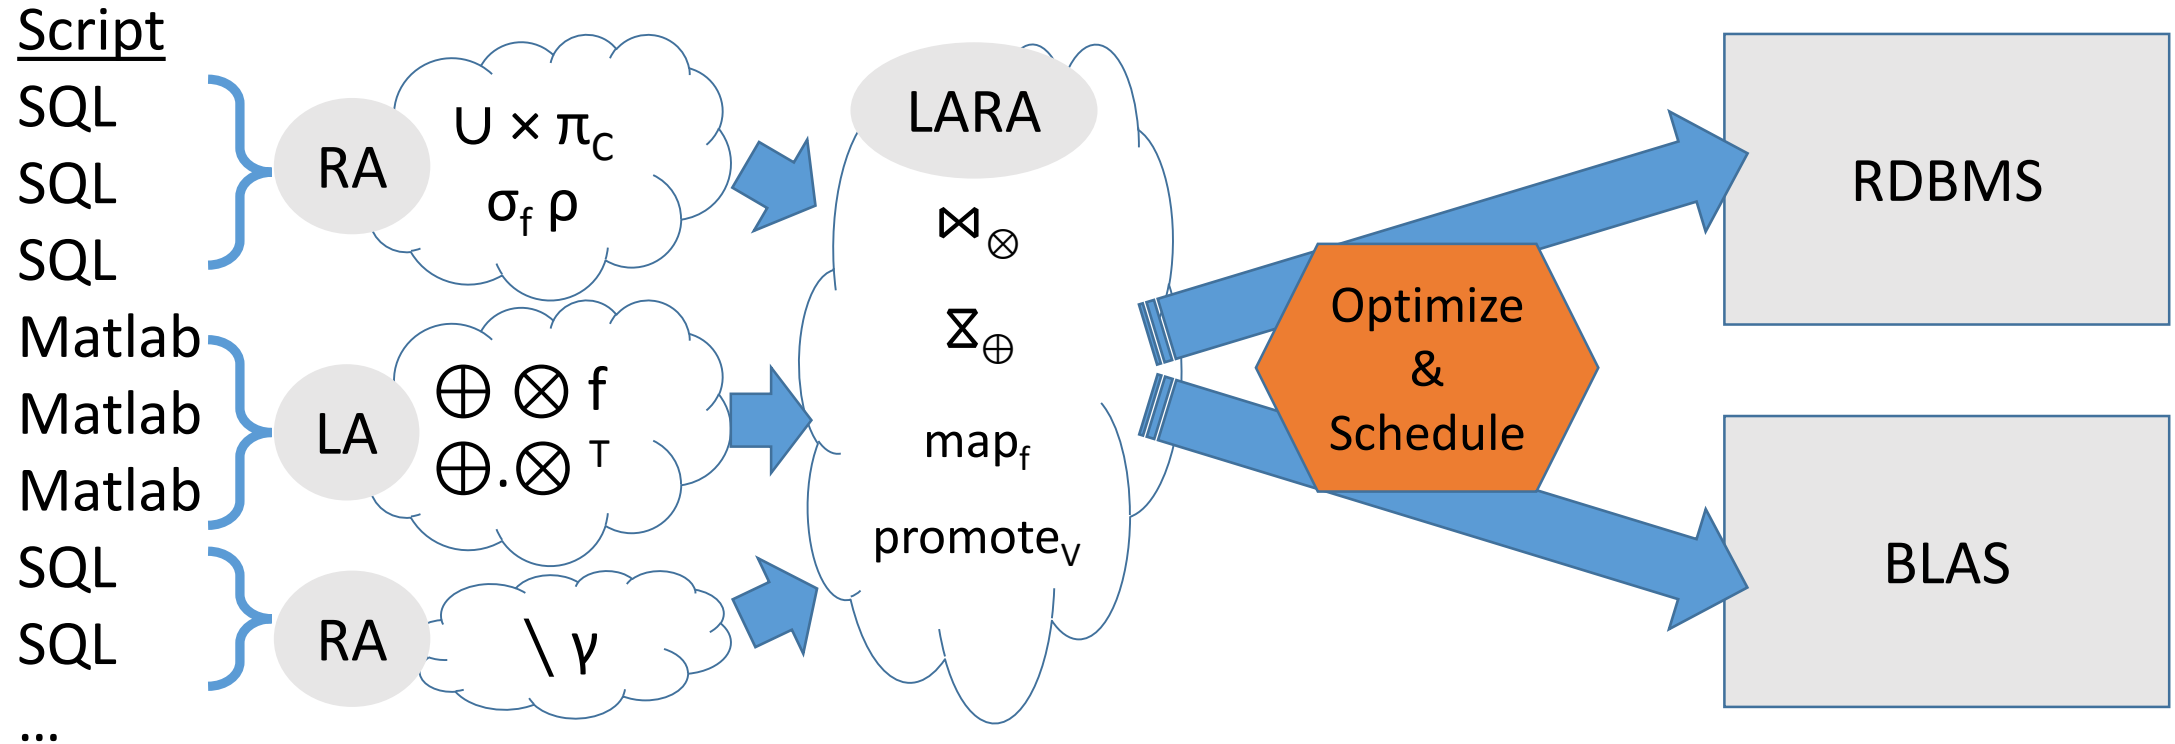 Script
SQL
SQL
SQL
Matlab
Matlab
Matlab
SQL
SQL
...
RA
∪ × π_C
σ_f ρ
LA
⊕ ⊗ f
⊕.⊗ ᵀ
RA
\ γ
LARA
⋈_⊗
⧖_⊕
map_f
promote_V
Optimize
&
Schedule
RDBMS
BLAS